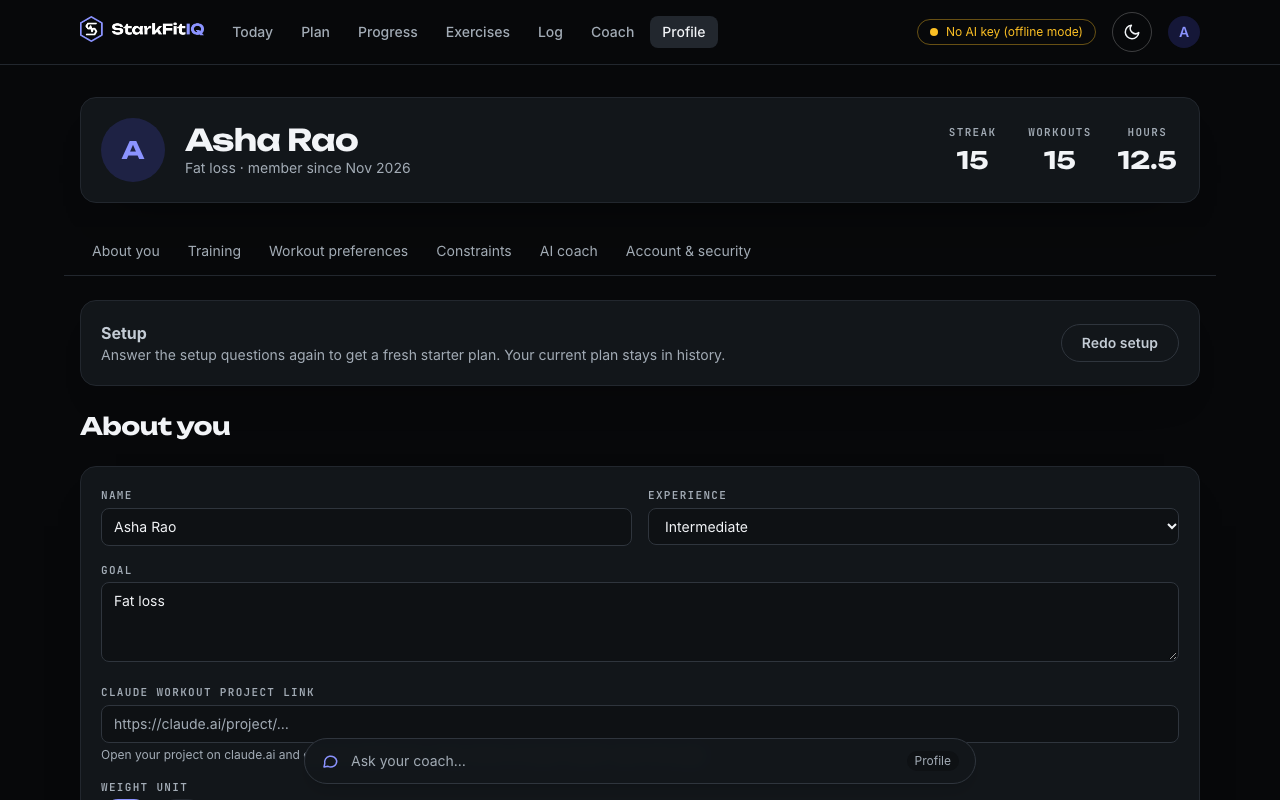 StarkFitIQ
Today
Plan
Progress
Exercises
Log
Coach
Profile
No AI key (offline mode)
A
A
Asha Rao
Fat loss · member since Nov 2026
STREAK
15
WORKOUTS
15
HOURS
12.5
About you
Training
Workout preferences
Constraints
AI coach
Account & security
Setup
Answer the setup questions again to get a fresh starter plan. Your current plan stays in history.
Redo setup
About you
NAME
Asha Rao
EXPERIENCE
Intermediate
GOAL
Fat loss
CLAUDE WORKOUT PROJECT LINK
https://claude.ai/project/...
Open your project on claude.ai and
Ask your coach...
Profile
WEIGHT UNIT